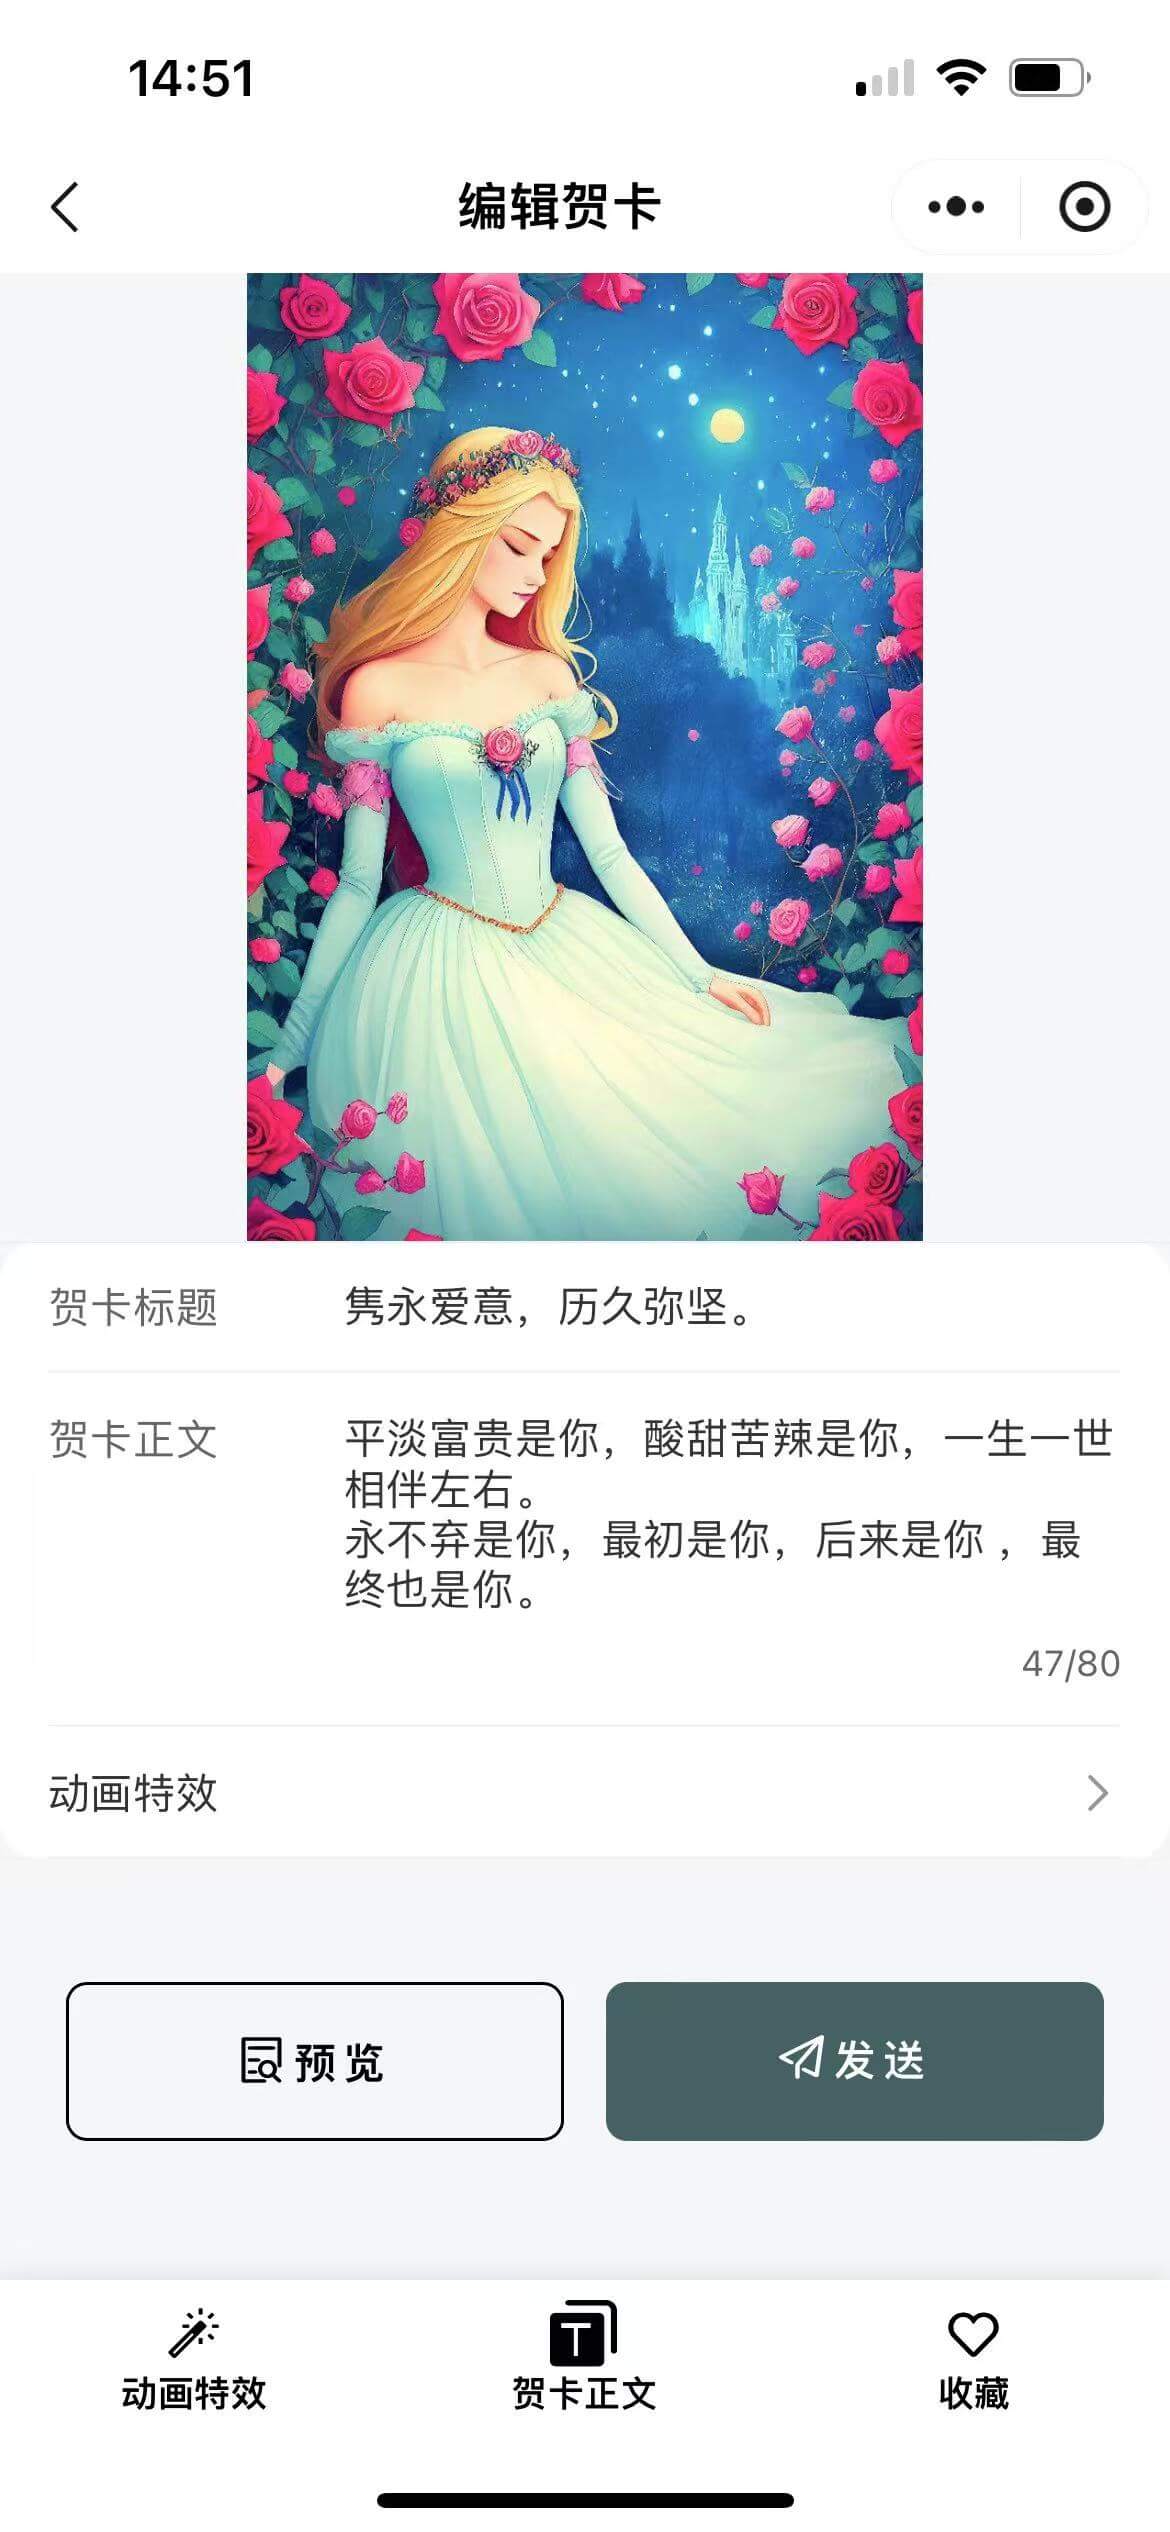 14:51
编辑贺卡
贺卡标题
隽永爱意，历久弥坚。
贺卡正文
平淡富贵是你，酸甜苦辣是你，一生一世
相伴左右。
永不弃是你，最初是你，后来是你 ，最
终也是你。
47/80
动画特效
预览
发送
动画特效
T
贺卡正文
收藏